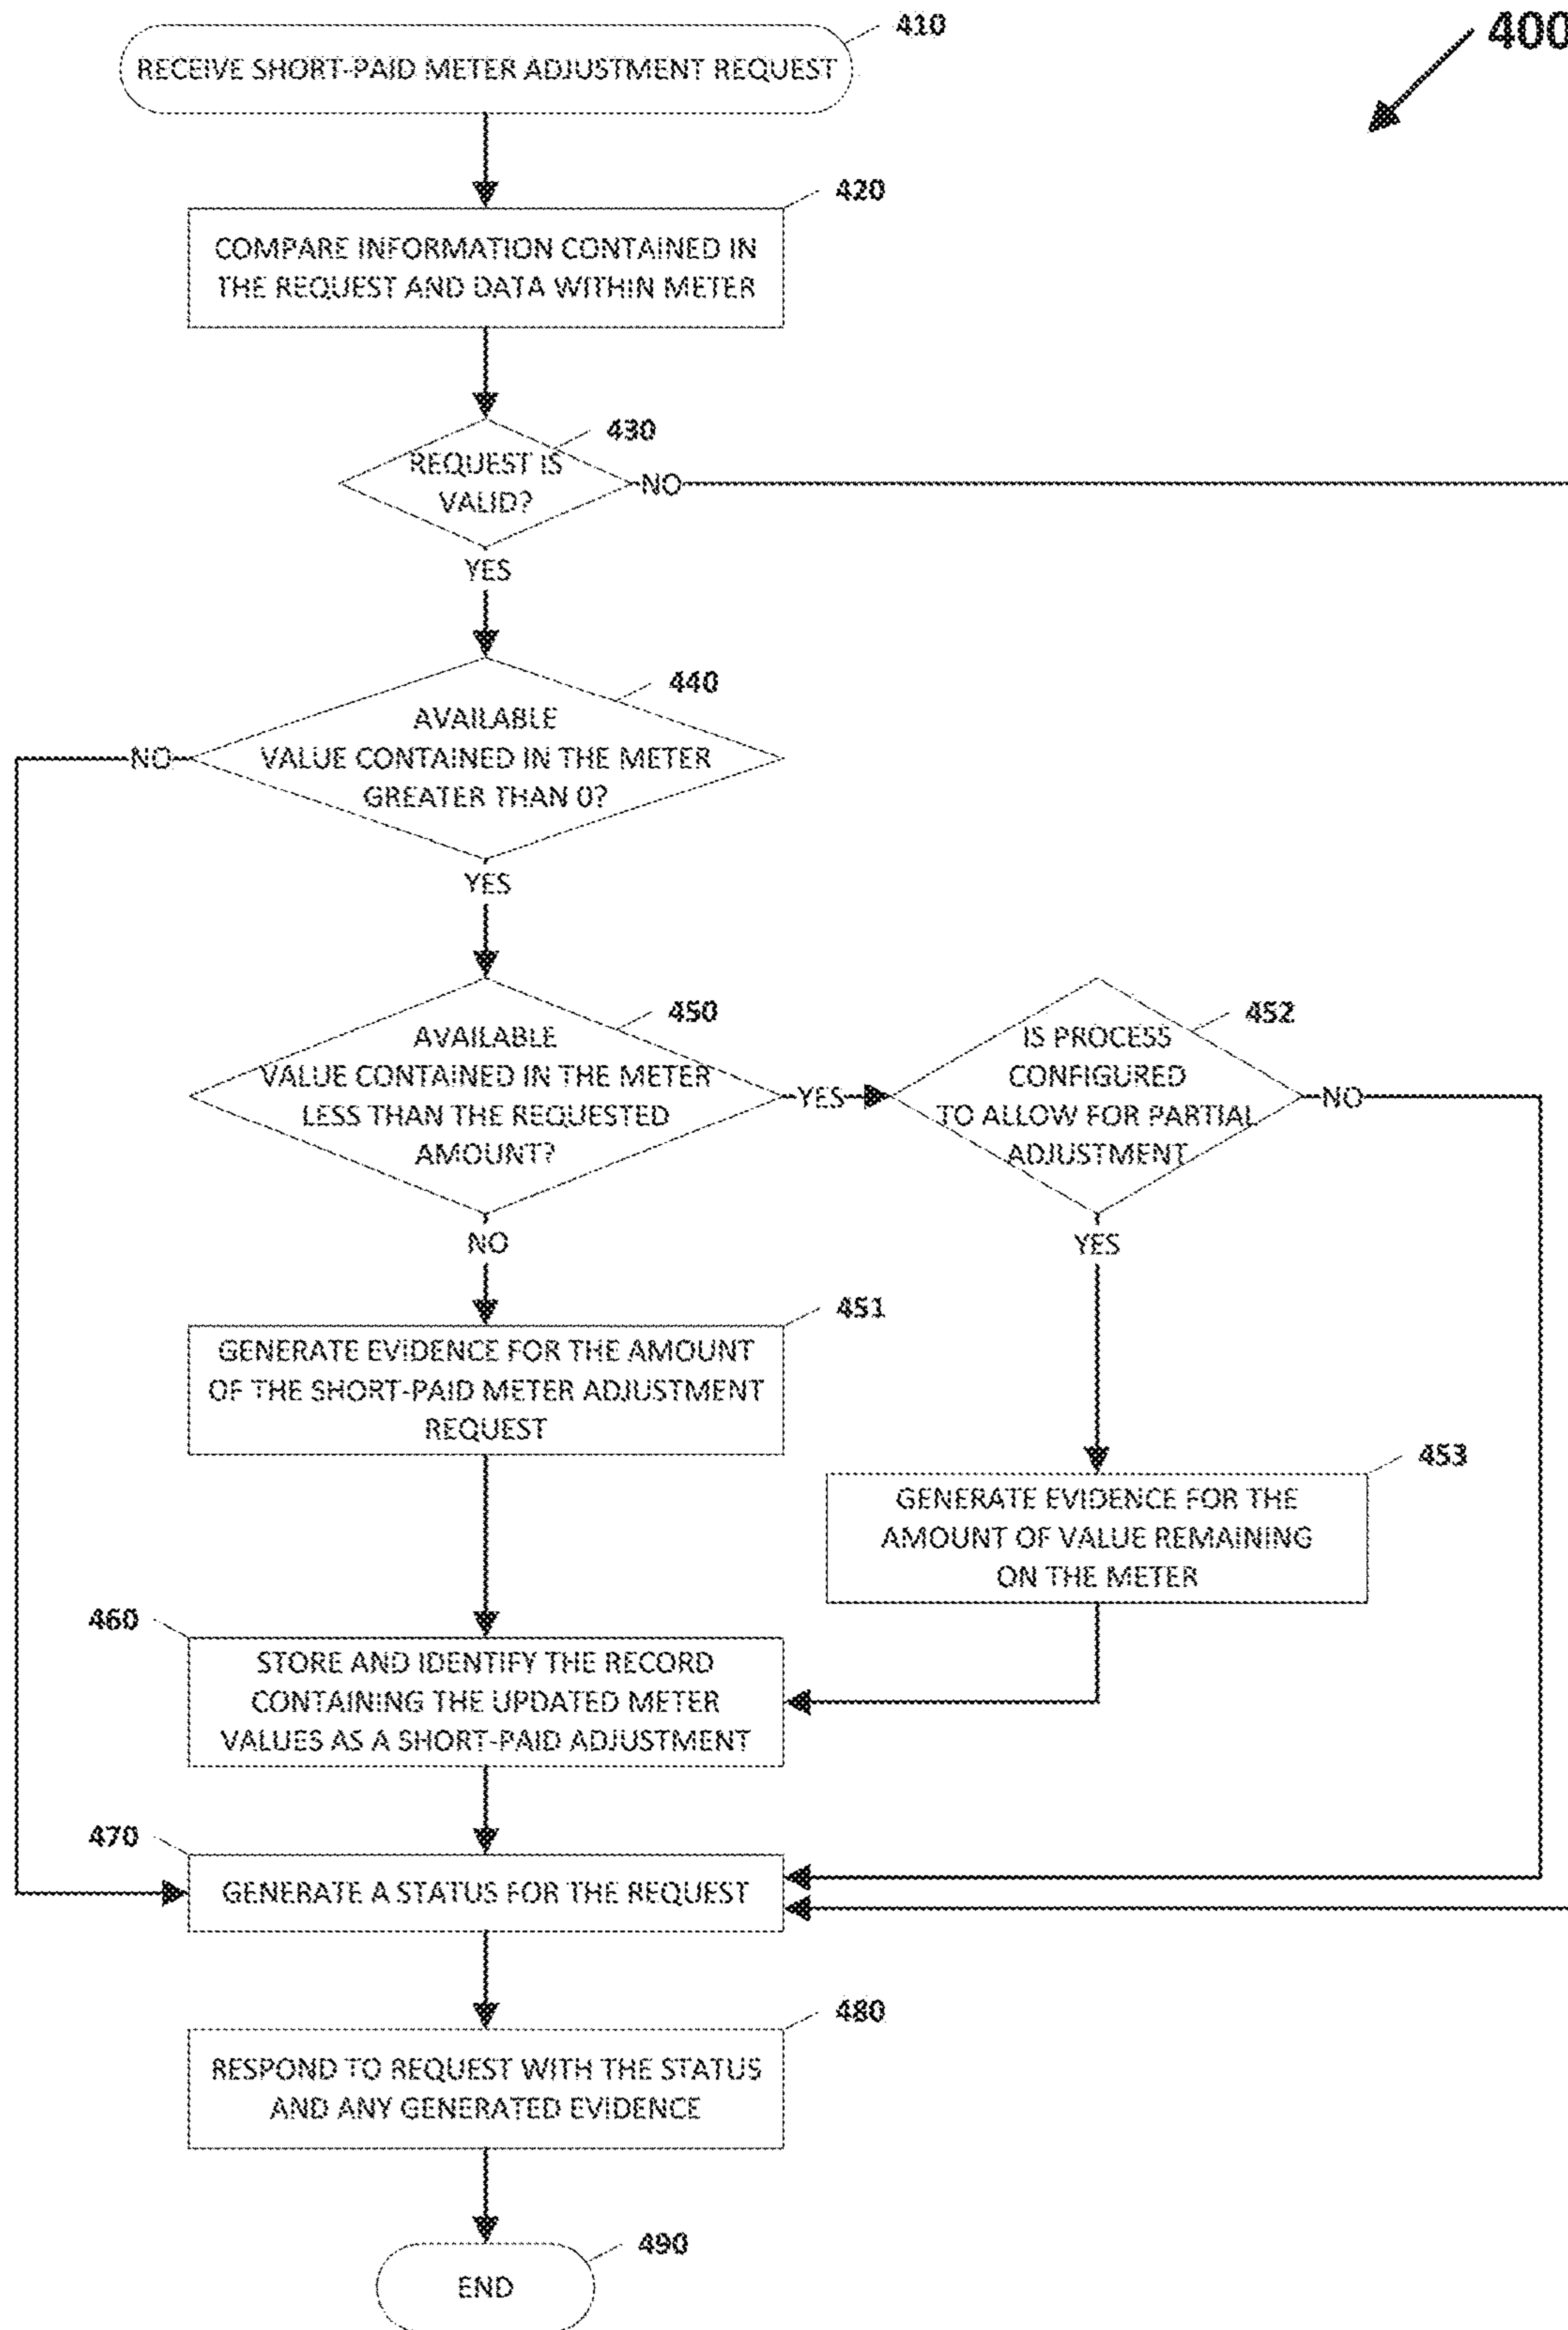 410
400
RECEIVE SHORT-PAID METER ADJUSTMENT REQUEST
420
COMPARE INFORMATION CONTAINED IN
THE REQUEST AND DATA WITHIN METER
430
REQUEST IS
VALID?
NO
YES
440
AVAILABLE
VALUE CONTAINED IN THE METER
GREATER THAN 0?
NO
YES
450
AVAILABLE
VALUE CONTAINED IN THE METER
LESS THAN THE REQUESTED
AMOUNT?
YES
452
IS PROCESS
CONFIGURED
TO ALLOW FOR PARTIAL
ADJUSTMENT
NO
NO
YES
451
GENERATE EVIDENCE FOR THE AMOUNT
OF THE SHORT-PAID METER ADJUSTMENT
REQUEST
453
GENERATE EVIDENCE FOR THE
AMOUNT OF VALUE REMAINING
ON THE METER
460
STORE AND IDENTIFY THE RECORD
CONTAINING THE UPDATED METER
VALUES AS A SHORT-PAID ADJUSTMENT
470
GENERATE A STATUS FOR THE REQUEST
480
RESPOND TO REQUEST WITH THE STATUS
AND ANY GENERATED EVIDENCE
490
END